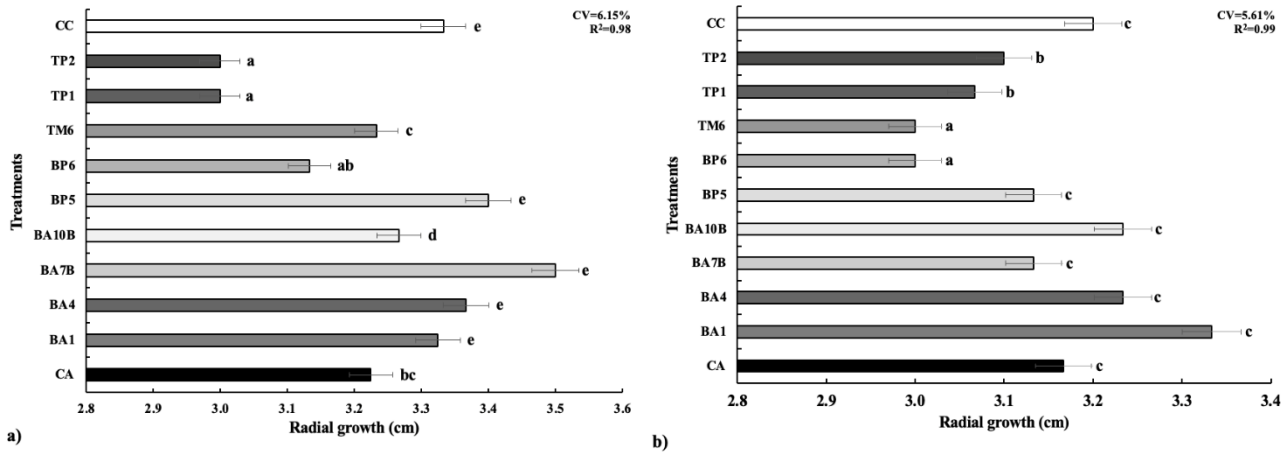 CV=6.15%
R²=0.98
Treatments
CC
e
TP2
a
TP1
a
TM6
c
BP6
ab
BP5
e
BA10B
d
BA7B
e
BA4
e
BA1
e
CA
bc
2.8 2.9 3.0 3.1 3.2 3.3 3.4 3.5 3.6
Radial growth (cm)
a)
CV=5.61%
R²=0.99
Treatments
CC
c
TP2
b
TP1
b
TM6
a
BP6
a
BP5
c
BA10B
c
BA7B
c
BA4
c
BA1
c
CA
c
2.8 2.9 3.0 3.1 3.2 3.3 3.4
Radial growth (cm)
b)